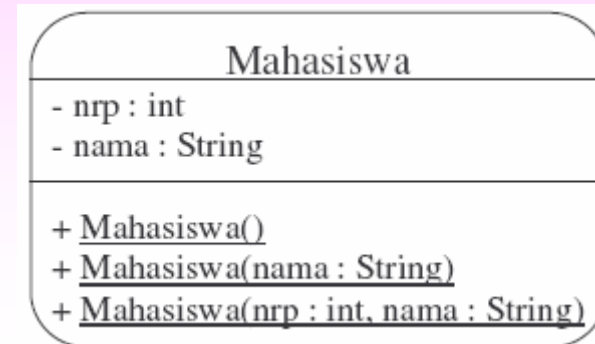 Mahasiswa
- nrp : int
- nama : String
+ Mahasiswa()
+ Mahasiswa(nama : String)
+ Mahasiswa(nrp : int, nama : String)